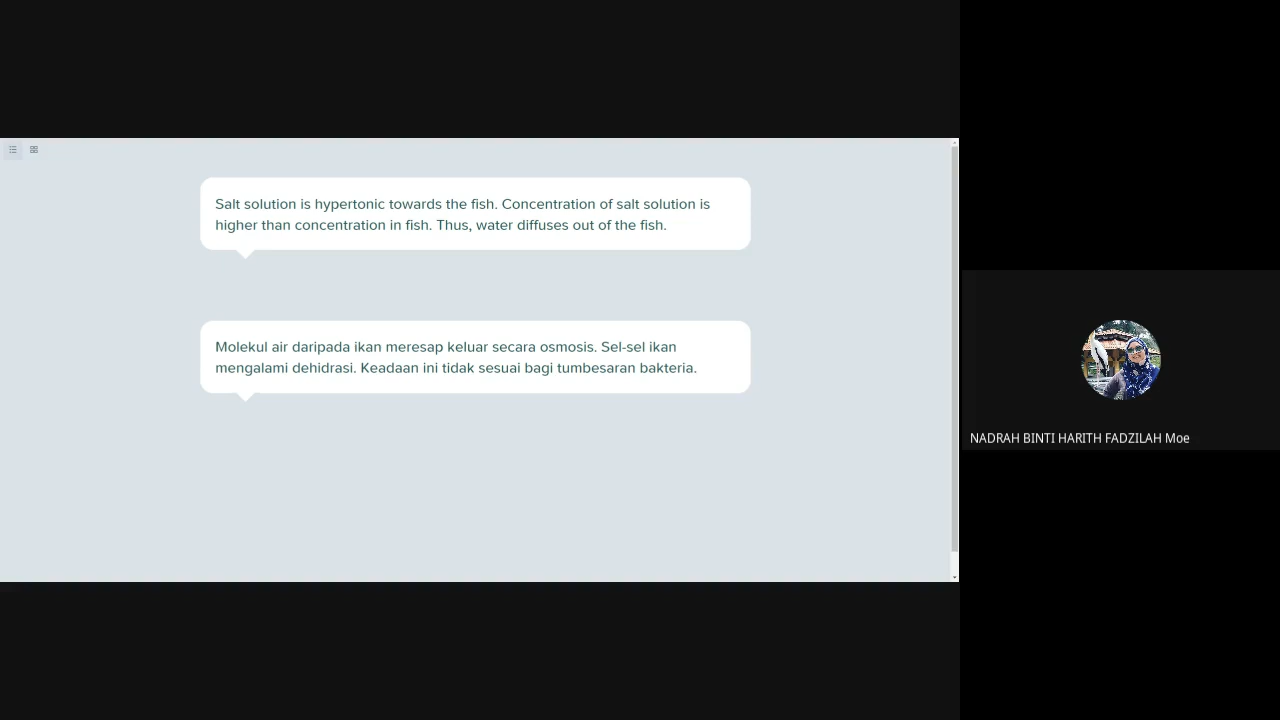 Salt solution is hypertonic towards the fish. Concentration of salt solution is
higher than concentration in fish. Thus, water diffuses out of the fish.
Molekul air daripada ikan meresap keluar secara osmosis. Sel-sel ikan
mengalami dehidrasi. Keadaan ini tidak sesuai bagi tumbesaran bakteria.
NADRAH BINTI HARITH FADZILAH Moe